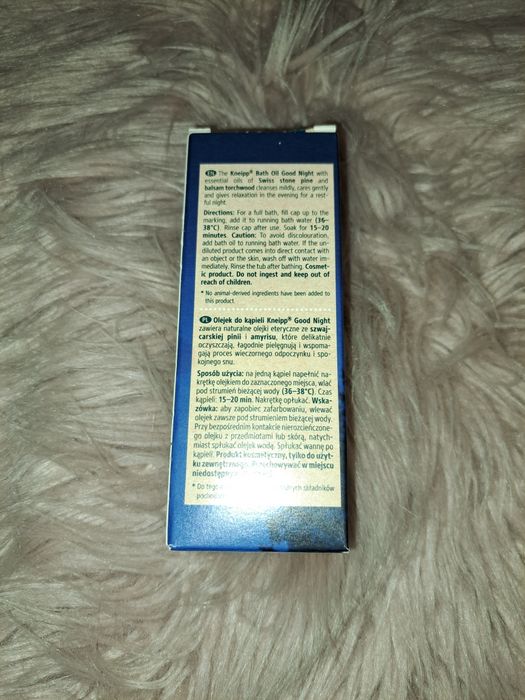 EN The Kneipp® Bath Oil Good Night with
essential oils of Swiss stone pine and
balsam torchwood cleanses mildly, cares gently
and gives relaxation in the evening for a rest-
ful night.
Directions: For a full bath, fill cap up to the
marking, add it to running bath water (36–
38°C). Rinse cap after use. Soak for 15–20
minutes. Caution: To avoid discolouration,
add bath oil to running bath water. If the un-
diluted product comes into direct contact with
an object or the skin, wash off with water im-
mediately. Rinse the tub after bathing. Cosmet-
ic product. Do not ingest and keep out of
reach of children.
* No animal-derived ingredients have been added to
this product
PL Olejek do kąpieli Kneipp® Good Night
zawiera naturalne olejki eteryczne ze szwaj-
carskiej pinii i amyrisu, które delikatnie
oczyszczają, łagodnie pielęgnują i wspoma-
gają proces wieczornego odpoczynku i spo-
kojnego snu.
Sposób użycia: na jedną kąpiel napełnić na-
krętkę olejkiem do zaznaczonego miejsca, wlać
pod strumień bieżącej wody (36–38°C). Czas
kąpieli: 15–20 min. Nakrętkę opłukać. Wska-
zówka: aby zapobiec zafarbowaniu, wlewać
olejek zawsze pod strumieniem bieżącej wody.
Przy bezpośrednim kontakcie nierozcieńczone-
go olejku z przedmiotami lub skórą, natych-
miast spłukać olejek wodą. Spłukać wannę po
kąpieli. Produkt kosmetyczny, tylko do użyt-
ku zewnętrznego. Przechowywać w miejscu
niedostępnym
* Do tego składników